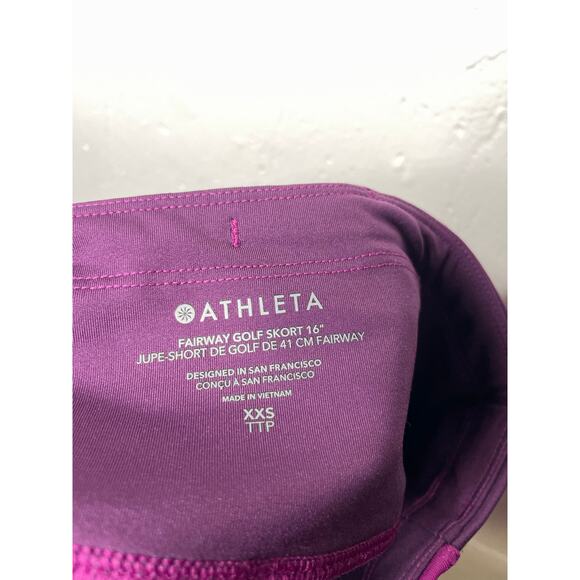 ATHLETA
FAIRWAY GOLF SKORT 16"
JUPE-SHORT DE GOLF DE 41 CM FAIRWAY
DESIGNED IN SAN FRANCISCO
CONÇU À SAN FRANCISCO
MADE IN VIETNAM
XXS
TTP